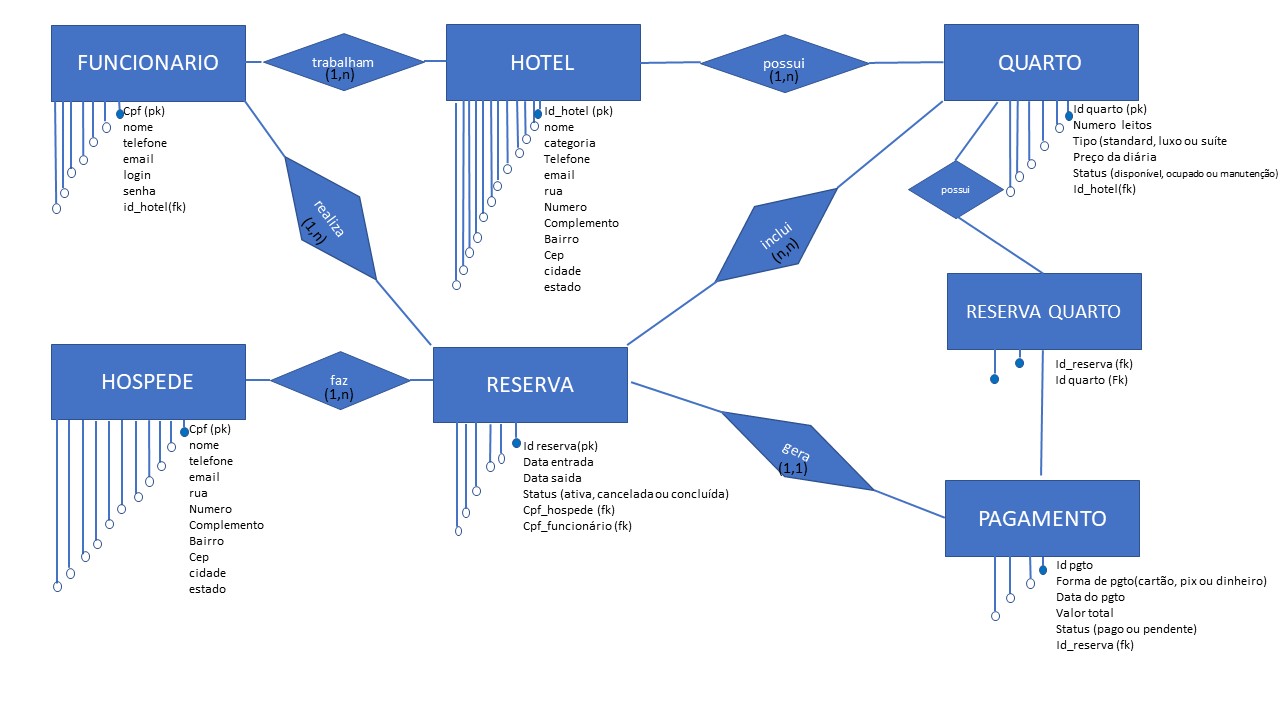 FUNCIONARIO
trabalham
(1,n)
HOTEL
possui
(1,n)
QUARTO
Cpf (pk)
nome
telefone
email
login
senha
id_hotel(fk)
Id_hotel (pk)
nome
categoria
Telefone
email
rua
Numero
Complemento
Bairro
Cep
cidade
estado
Id quarto (pk)
Numero leitos
Tipo (standard, luxo ou suíte
Preço da diária
Status (disponível, ocupado ou manutenção)
Id_hotel(fk)
possui
realiza
(1,n)
inclui
(n,n)
RESERVA QUARTO
Id_reserva (fk)
Id quarto (Fk)
HOSPEDE
faz
(1,n)
RESERVA
Cpf (pk)
nome
telefone
email
rua
Numero
Complemento
Bairro
Cep
cidade
estado
Id reserva(pk)
Data entrada
Data saida
Status (ativa, cancelada ou concluída)
Cpf_hospede (fk)
Cpf_funcionário (fk)
gera
(1,1)
PAGAMENTO
Id pgto
Forma de pgto(cartão, pix ou dinheiro)
Data do pgto
Valor total
Status (pago ou pendente)
Id_reserva (fk)